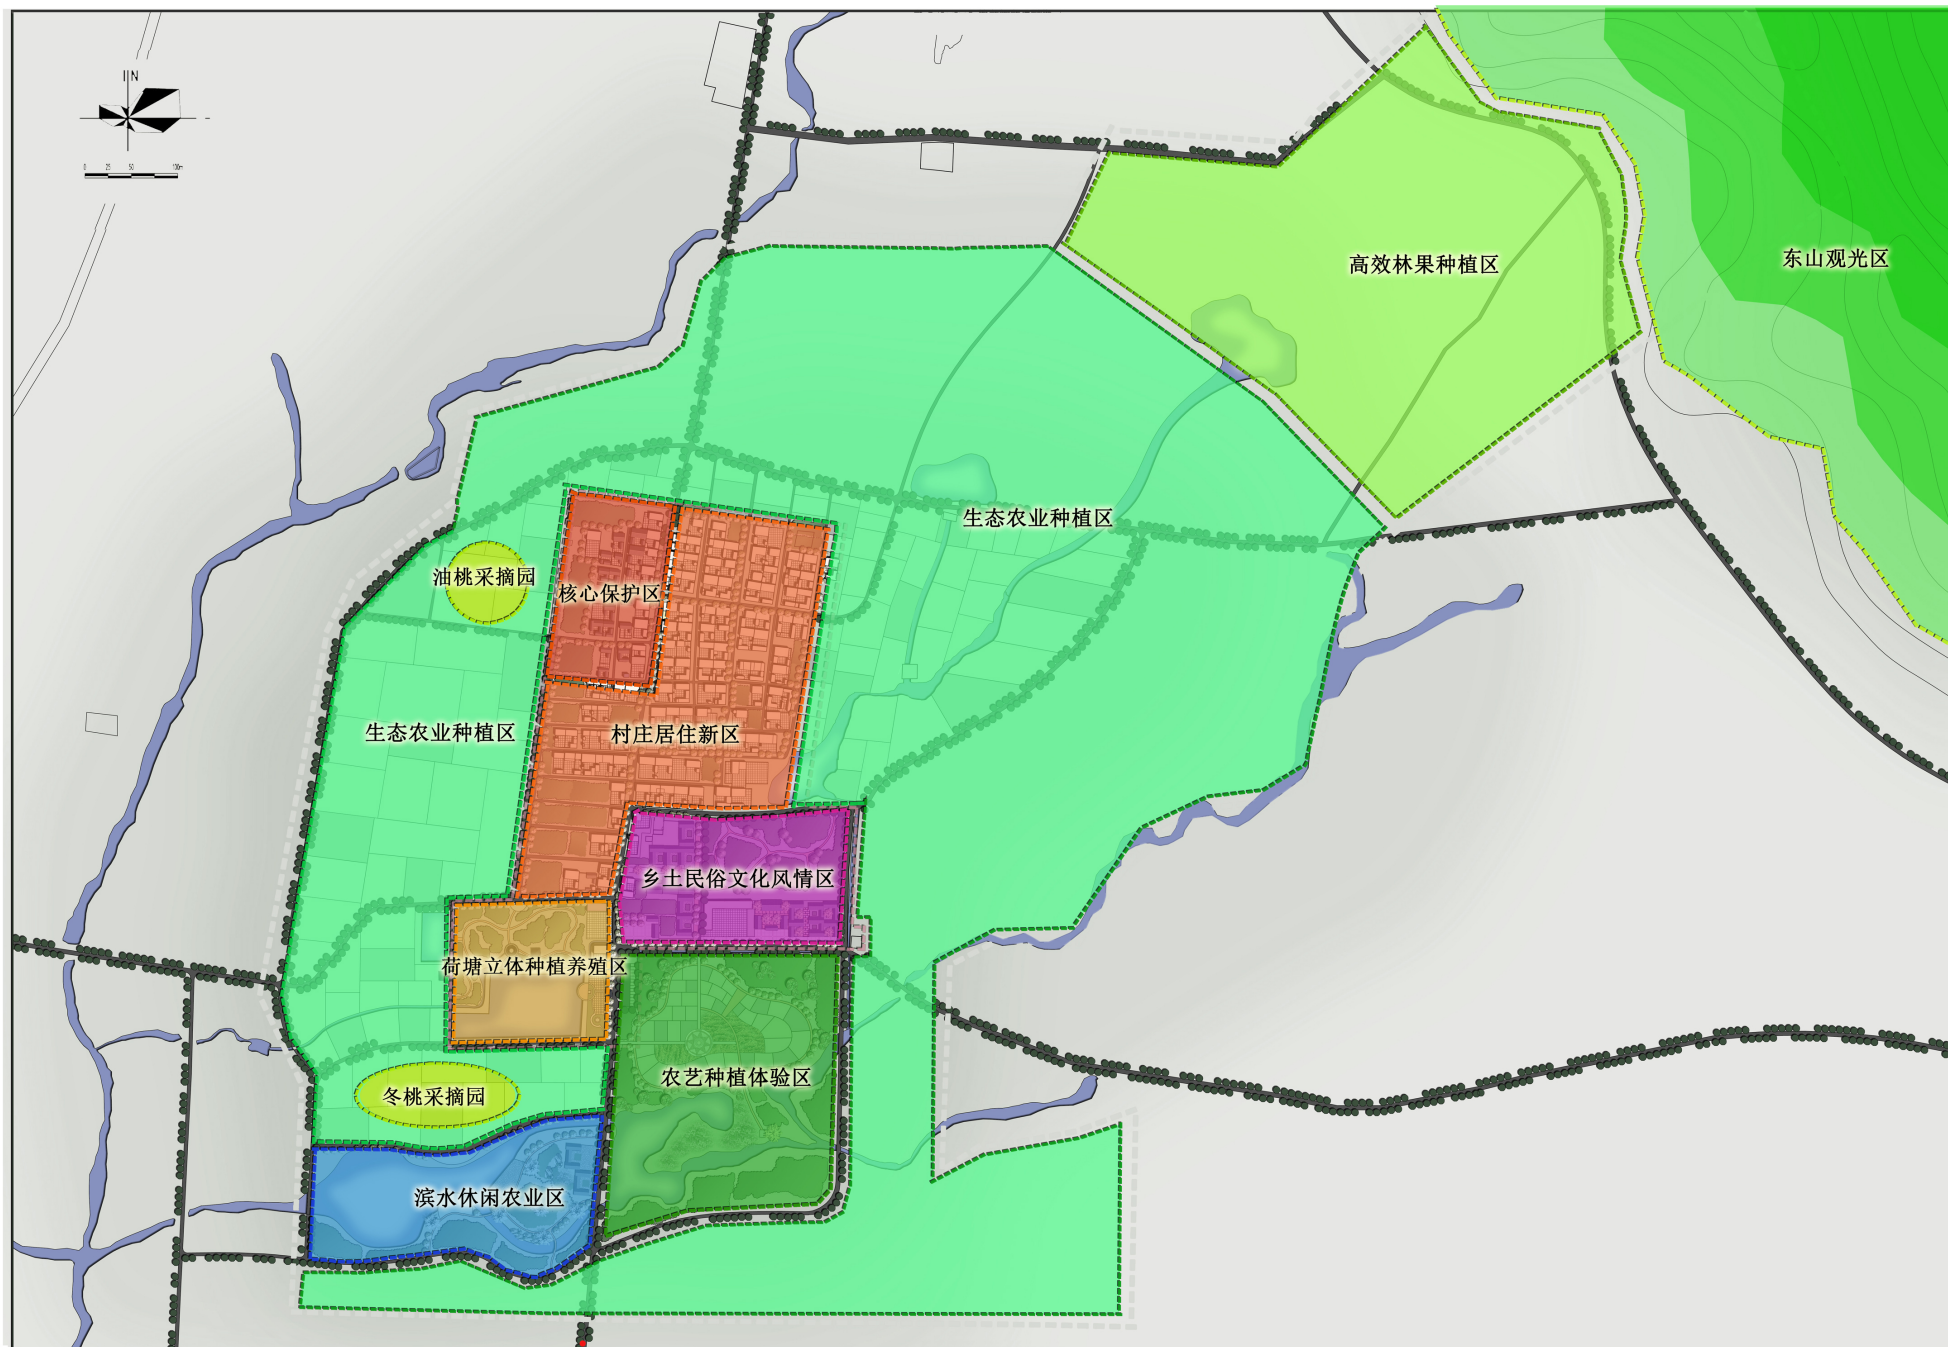 N
0 25 50 100m
东山观光区
高效林果种植区
生态农业种植区
油桃采摘园
核心保护区
生态农业种植区
村庄居住新区
乡土民俗文化风情区
荷塘立体种植养殖区
农艺种植体验区
冬桃采摘园
滨水休闲农业区